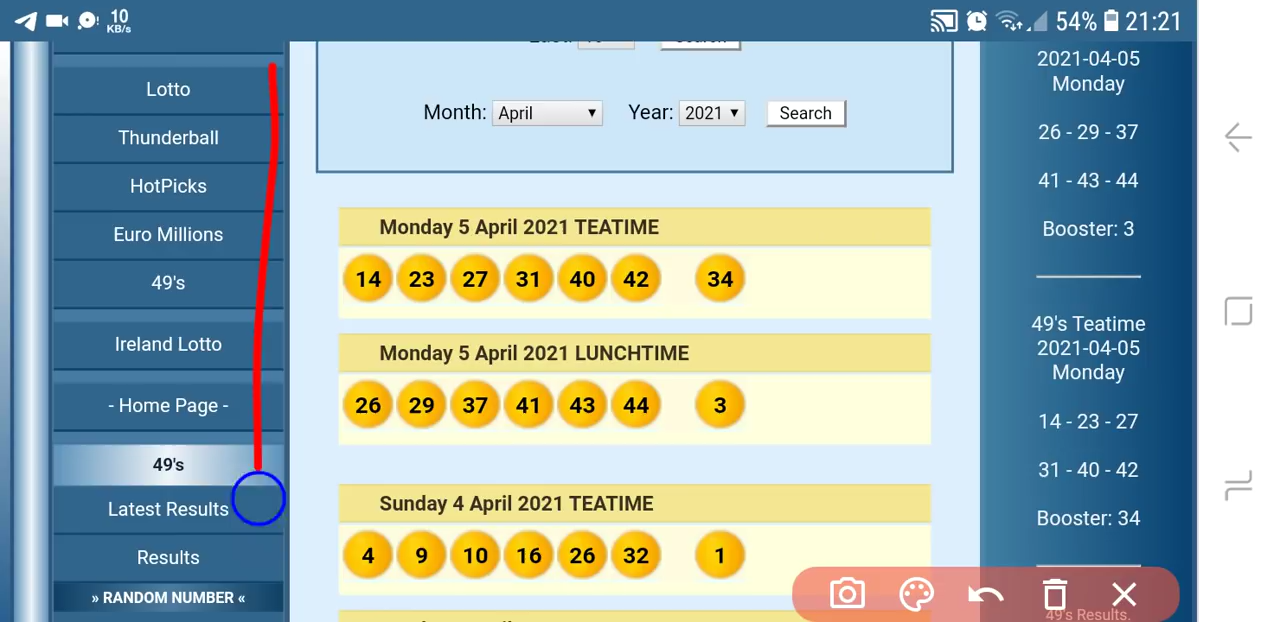 10
KB/s
54%
21:21
Lotto
Thunderball
HotPicks
Euro Millions
49's
Ireland Lotto
- Home Page -
49's
Latest Results
Results
» RANDOM NUMBER «
Month: April ▼ Year: 2021 ▼ Search
Monday 5 April 2021 TEATIME
14 23 27 31 40 42 34
Monday 5 April 2021 LUNCHTIME
26 29 37 41 43 44 3
Sunday 4 April 2021 TEATIME
4 9 10 16 26 32 1
2021-04-05
Monday
26 - 29 - 37
41 - 43 - 44
Booster: 3
49's Teatime
2021-04-05
Monday
14 - 23 - 27
31 - 40 - 42
Booster: 34
49's Results.